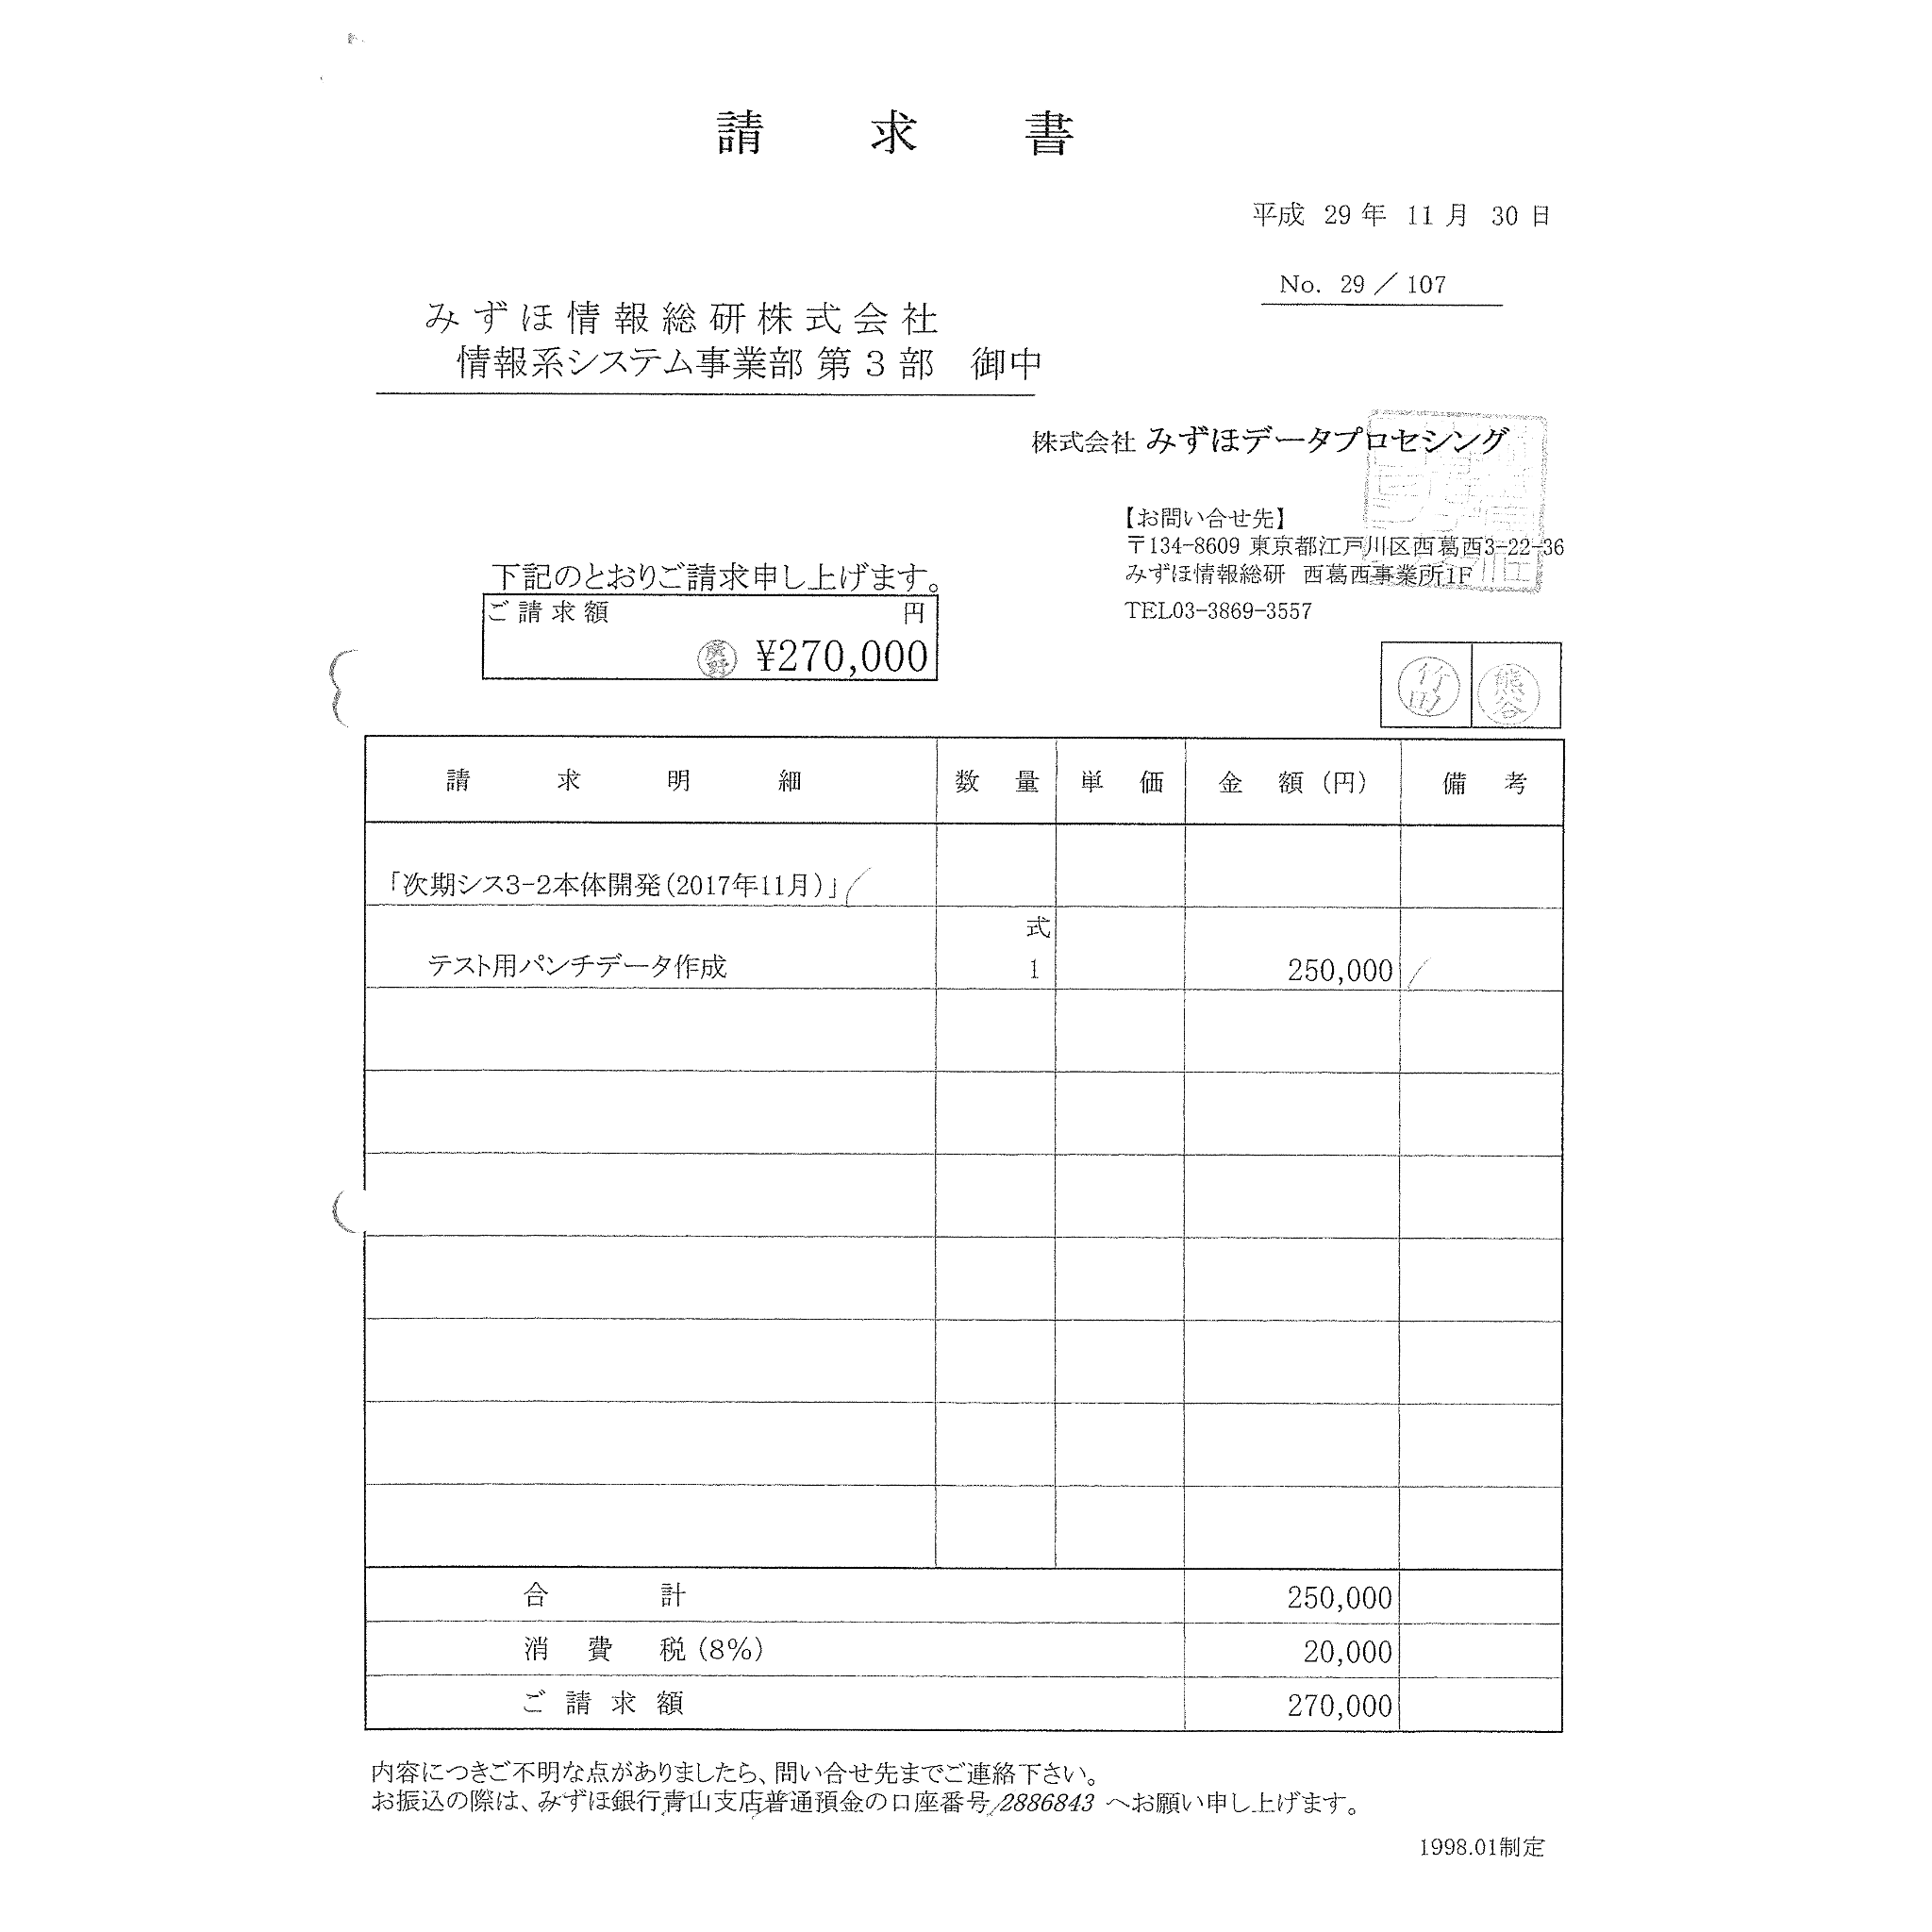 請求書
平成 29 年 11 月 30 日
No. 29 / 107
みずほ情報総研株式会社
情報系システム事業部 第 3 部 御中
株式会社 みずほデータプロセシング
【お問い合せ先】
〒134-8609 東京都江戸川区西葛西3-22-36
みずほ情報総研 西葛西事業所1F
TEL03-3869-3557
下記のとおりご請求申し上げます。
ご請求額 円
廣野 ¥270,000
竹内 熊谷
請求明細 数量 単価 金額(円) 備考
「次期シス3-2本体開発(2017年11月)」
式
テスト用パンチデータ作成 1 250,000
合計 250,000
消費税(8%) 20,000
ご請求額 270,000
内容につきご不明な点がありましたら、問い合せ先までご連絡下さい。
お振込の際は、みずほ銀行青山支店普通預金の口座番号 2886843 へお願い申し上げます。
1998.01制定